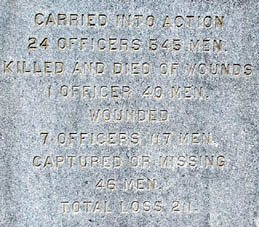 CARRIED INTO ACTION
24 OFFICERS 345 MEN.
KILLED AND DIED OF WOUNDS
1 OFFICER 40 MEN.
WOUNDED
7 OFFICERS 117 MEN.
CAPTURED OR MISSING
46 MEN.
TOTAL LOSS 211.